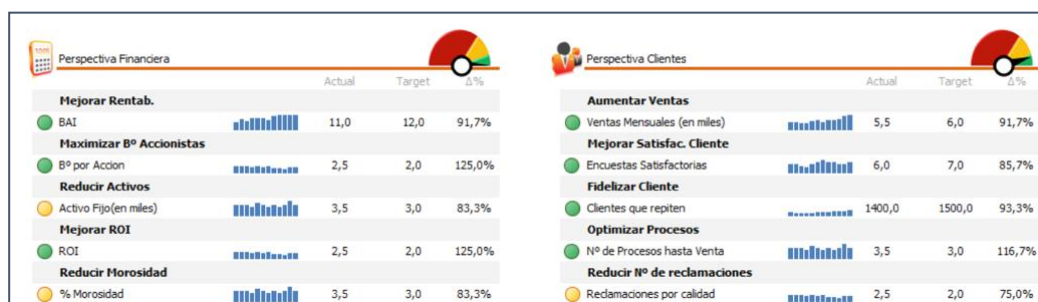 Perspectiva Financiera
Actual Target Δ%
Mejorar Rentab.
BAI 11,0 12,0 91,7%
Maximizar Bº Accionistas
Bº por Accion 2,5 2,0 125,0%
Reducir Activos
Activo Fijo(en miles) 3,5 3,0 83,3%
Mejorar ROI
ROI 2,5 2,0 125,0%
Reducir Morosidad
% Morosidad 3,5 3,0 83,3%
Perspectiva Clientes
Actual Target Δ%
Aumentar Ventas
Ventas Mensuales (en miles) 5,5 6,0 91,7%
Mejorar Satisfac. Cliente
Encuestas Satisfactorias 6,0 7,0 85,7%
Fidelizar Cliente
Clientes que repiten 1400,0 1500,0 93,3%
Optimizar Procesos
Nº de Procesos hasta Venta 3,5 3,0 116,7%
Reducir Nº de reclamaciones
Reclamaciones por calidad 2,5 2,0 75,0%